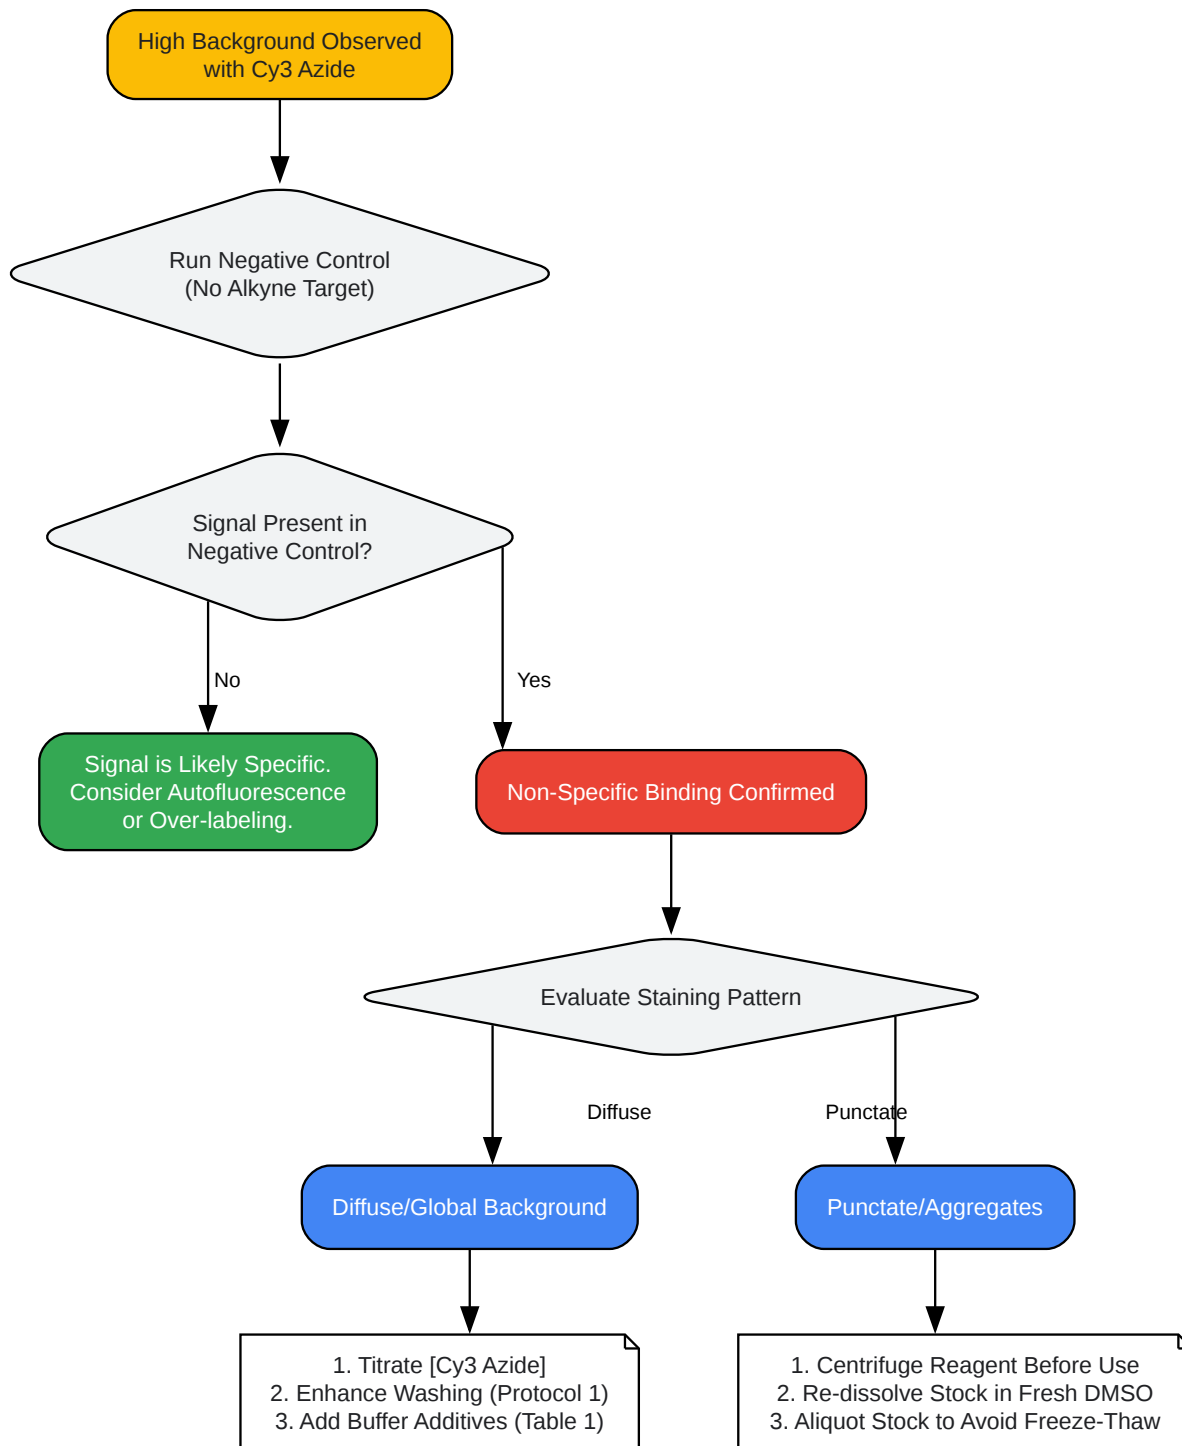 High Background Observed
with Cy3 Azide
Run Negative Control
(No Alkyne Target)
Signal Present in
Negative Control?
No
Yes
Signal is Likely Specific.
Consider Autofluorescence
or Over-labeling.
Non-Specific Binding Confirmed
Evaluate Staining Pattern
Diffuse
Punctate
Diffuse/Global Background
Punctate/Aggregates
1. Titrate [Cy3 Azide]
2. Enhance Washing (Protocol 1)
3. Add Buffer Additives (Table 1)
1. Centrifuge Reagent Before Use
2. Re-dissolve Stock in Fresh DMSO
3. Aliquot Stock to Avoid Freeze-Thaw